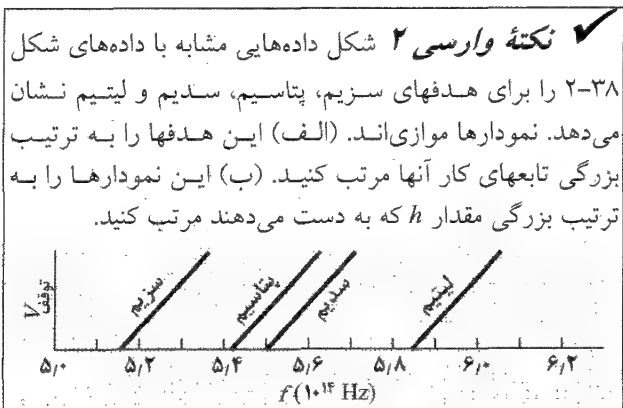 ✓ نکتهٔ وارسی ۲ شکل داده‌هایی مشابه با داده‌های شکل
۳۸–۲ را برای هدفهای سزیم، پتاسیم، سدیم و لیتیم نشان
می‌دهد. نمودارها موازی‌اند. (الف) این هدفها را به ترتیب
بزرگی تابعهای کار آنها مرتب کنید. (ب) این نمودارها را به
ترتیب بزرگی مقدار h که به دست می‌دهند مرتب کنید.
V توقف
سزیم پتاسیم سدیم لیتیم
۵٫۰ ۵٫۲ ۵٫۴ ۵٫۶ ۵٫۸ ۶٫۰ ۶٫۲
f (۱۰¹⁴ Hz)